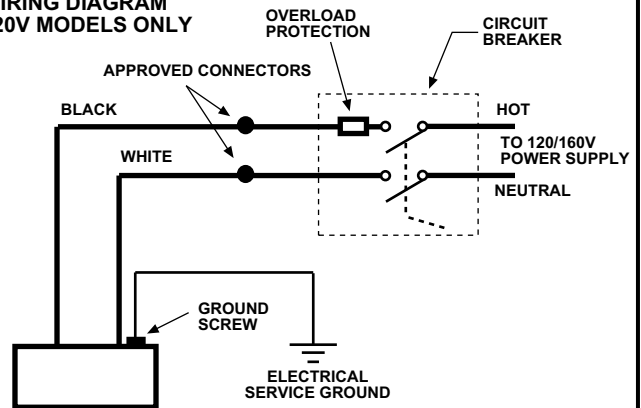 IRING DIAGRAM
20V MODELS ONLY
OVERLOAD
PROTECTION
CIRCUIT
BREAKER
APPROVED CONNECTORS
BLACK
HOT
TO 120/160V
POWER SUPPLY
WHITE
NEUTRAL
GROUND
SCREW
ELECTRICAL
SERVICE GROUND